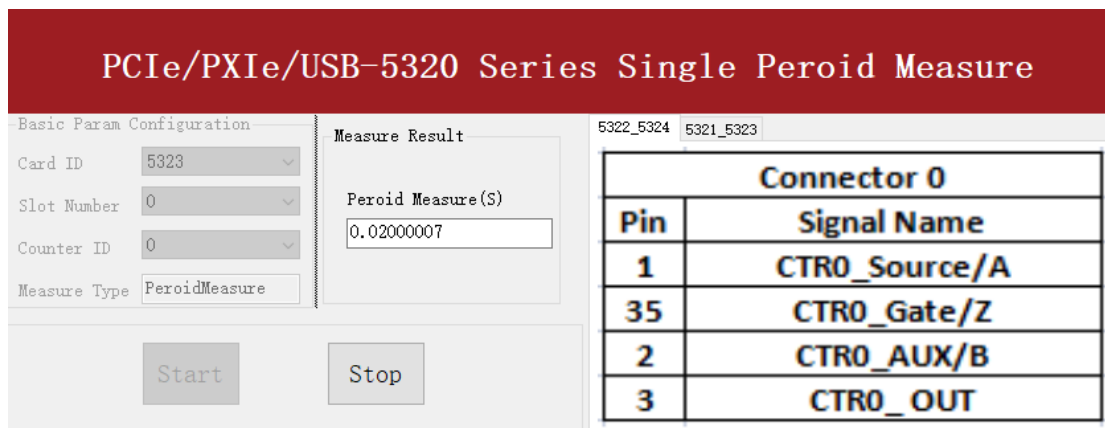 PCIe/PXIe/USB-5320 Series Single Peroid Measure
Basic Param Configuration
Card ID 5323
Slot Number 0
Counter ID 0
Measure Type PeroidMeasure
Start
Stop
Measure Result
Peroid Measure(S)
0.02000007
5322_5324 5321_5323
Connector 0
Pin Signal Name
1 CTR0_Source/A
35 CTR0_Gate/Z
2 CTR0_AUX/B
3 CTR0_ OUT